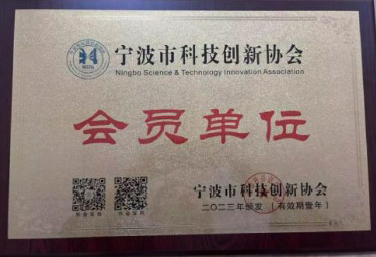 宁波市科技创新协会
Ningbo Science & Technology Innovation Association
会员单位
宁波市科技创新协会
二〇二三年颁发（有效期壹年）